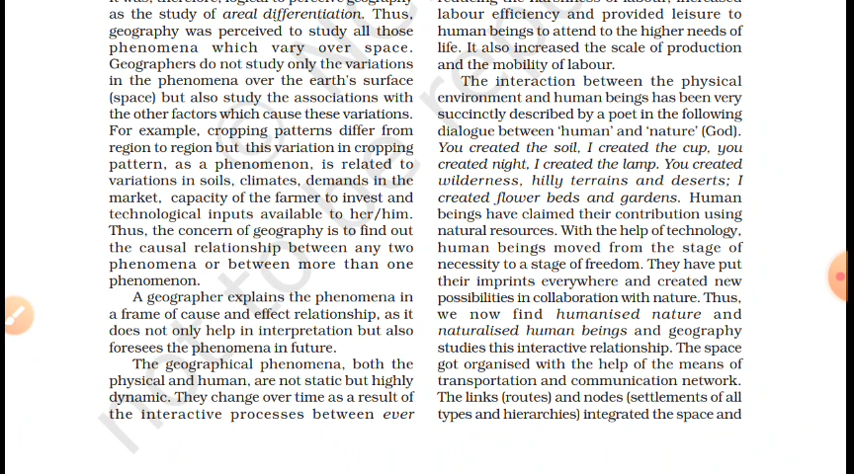 as the study of areal differentiation. Thus,
geography was perceived to study all those
phenomena which vary over space.
Geographers do not study only the variations
in the phenomena over the earth's surface
(space) but also study the associations with
the other factors which cause these variations.
For example, cropping patterns differ from
region to region but this variation in cropping
pattern, as a phenomenon, is related to
variations in soils, climates, demands in the
market, capacity of the farmer to invest and
technological inputs available to her/him.
Thus, the concern of geography is to find out
the causal relationship between any two
phenomena or between more than one
phenomenon.
A geographer explains the phenomena in
a frame of cause and effect relationship, as it
does not only help in interpretation but also
foresees the phenomena in future.
The geographical phenomena, both the
physical and human, are not static but highly
dynamic. They change over time as a result of
the interactive processes between ever
labour efficiency and provided leisure to
human beings to attend to the higher needs of
life. It also increased the scale of production
and the mobility of labour.
The interaction between the physical
environment and human beings has been very
succinctly described by a poet in the following
dialogue between 'human' and 'nature' (God).
You created the soil, I created the cup, you
created night, I created the lamp. You created
wilderness, hilly terrains and deserts; I
created flower beds and gardens. Human
beings have claimed their contribution using
natural resources. With the help of technology,
human beings moved from the stage of
necessity to a stage of freedom. They have put
their imprints everywhere and created new
possibilities in collaboration with nature. Thus,
we now find humanised nature and
naturalised human beings and geography
studies this interactive relationship. The space
got organised with the help of the means of
transportation and communication network.
The links (routes) and nodes (settlements of all
types and hierarchies) integrated the space and
not to be rep